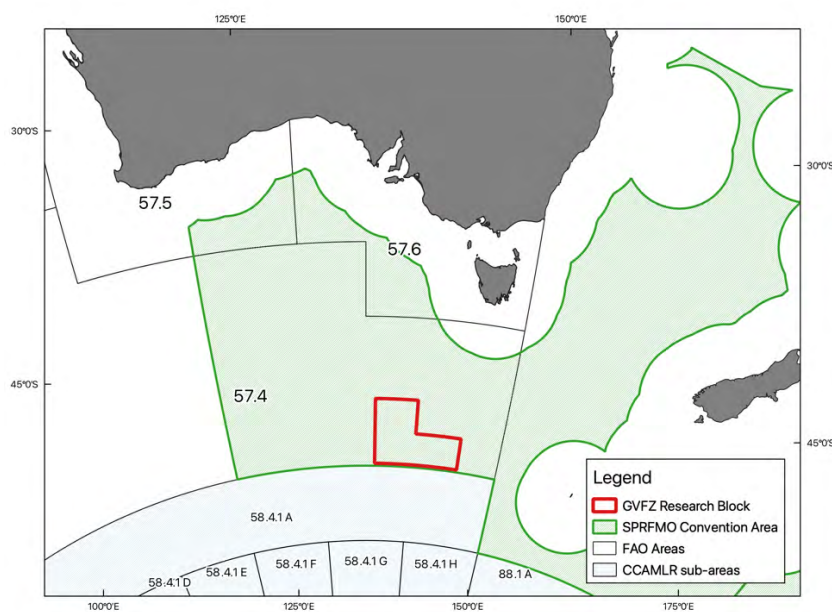 125°0'E
150°0'E
30°0'S
30°0'S
57.5
57.6
57.4
45°0'S
45°0'S
Legend
GVFZ Research Block
SPRFMO Convention Area
FAO Areas
CCAMLR sub-areas
58.4.1 A
58.4.1 D
58.4.1 E
58.4.1 F
58.4.1 G
58.4.1 H
88.1 A
100°0'E
125°0'E
150°0'E
175°0'E